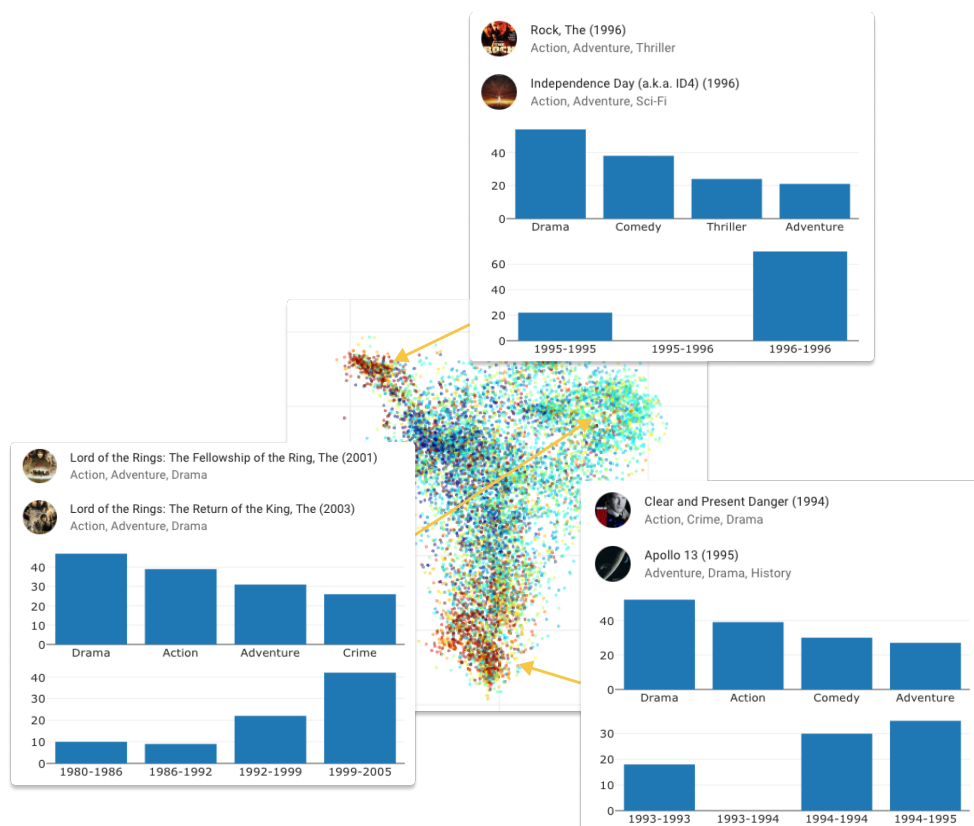 Rock, The (1996)
Action, Adventure, Thriller
Independence Day (a.k.a. ID4) (1996)
Action, Adventure, Sci-Fi
40
20
0
Drama Comedy Thriller Adventure
60
40
20
0
1995-1995 1995-1996 1996-1996
Lord of the Rings: The Fellowship of the Ring, The (2001)
Action, Adventure, Drama
Lord of the Rings: The Return of the King, The (2003)
Action, Adventure, Drama
40
30
20
10
0
Drama Action Adventure Crime
40
30
20
10
0
1980-1986 1986-1992 1992-1999 1999-2005
Clear and Present Danger (1994)
Action, Crime, Drama
Apollo 13 (1995)
Adventure, Drama, History
40
20
0
Drama Action Comedy Adventure
30
20
10
0
1993-1993 1993-1994 1994-1994 1994-1995